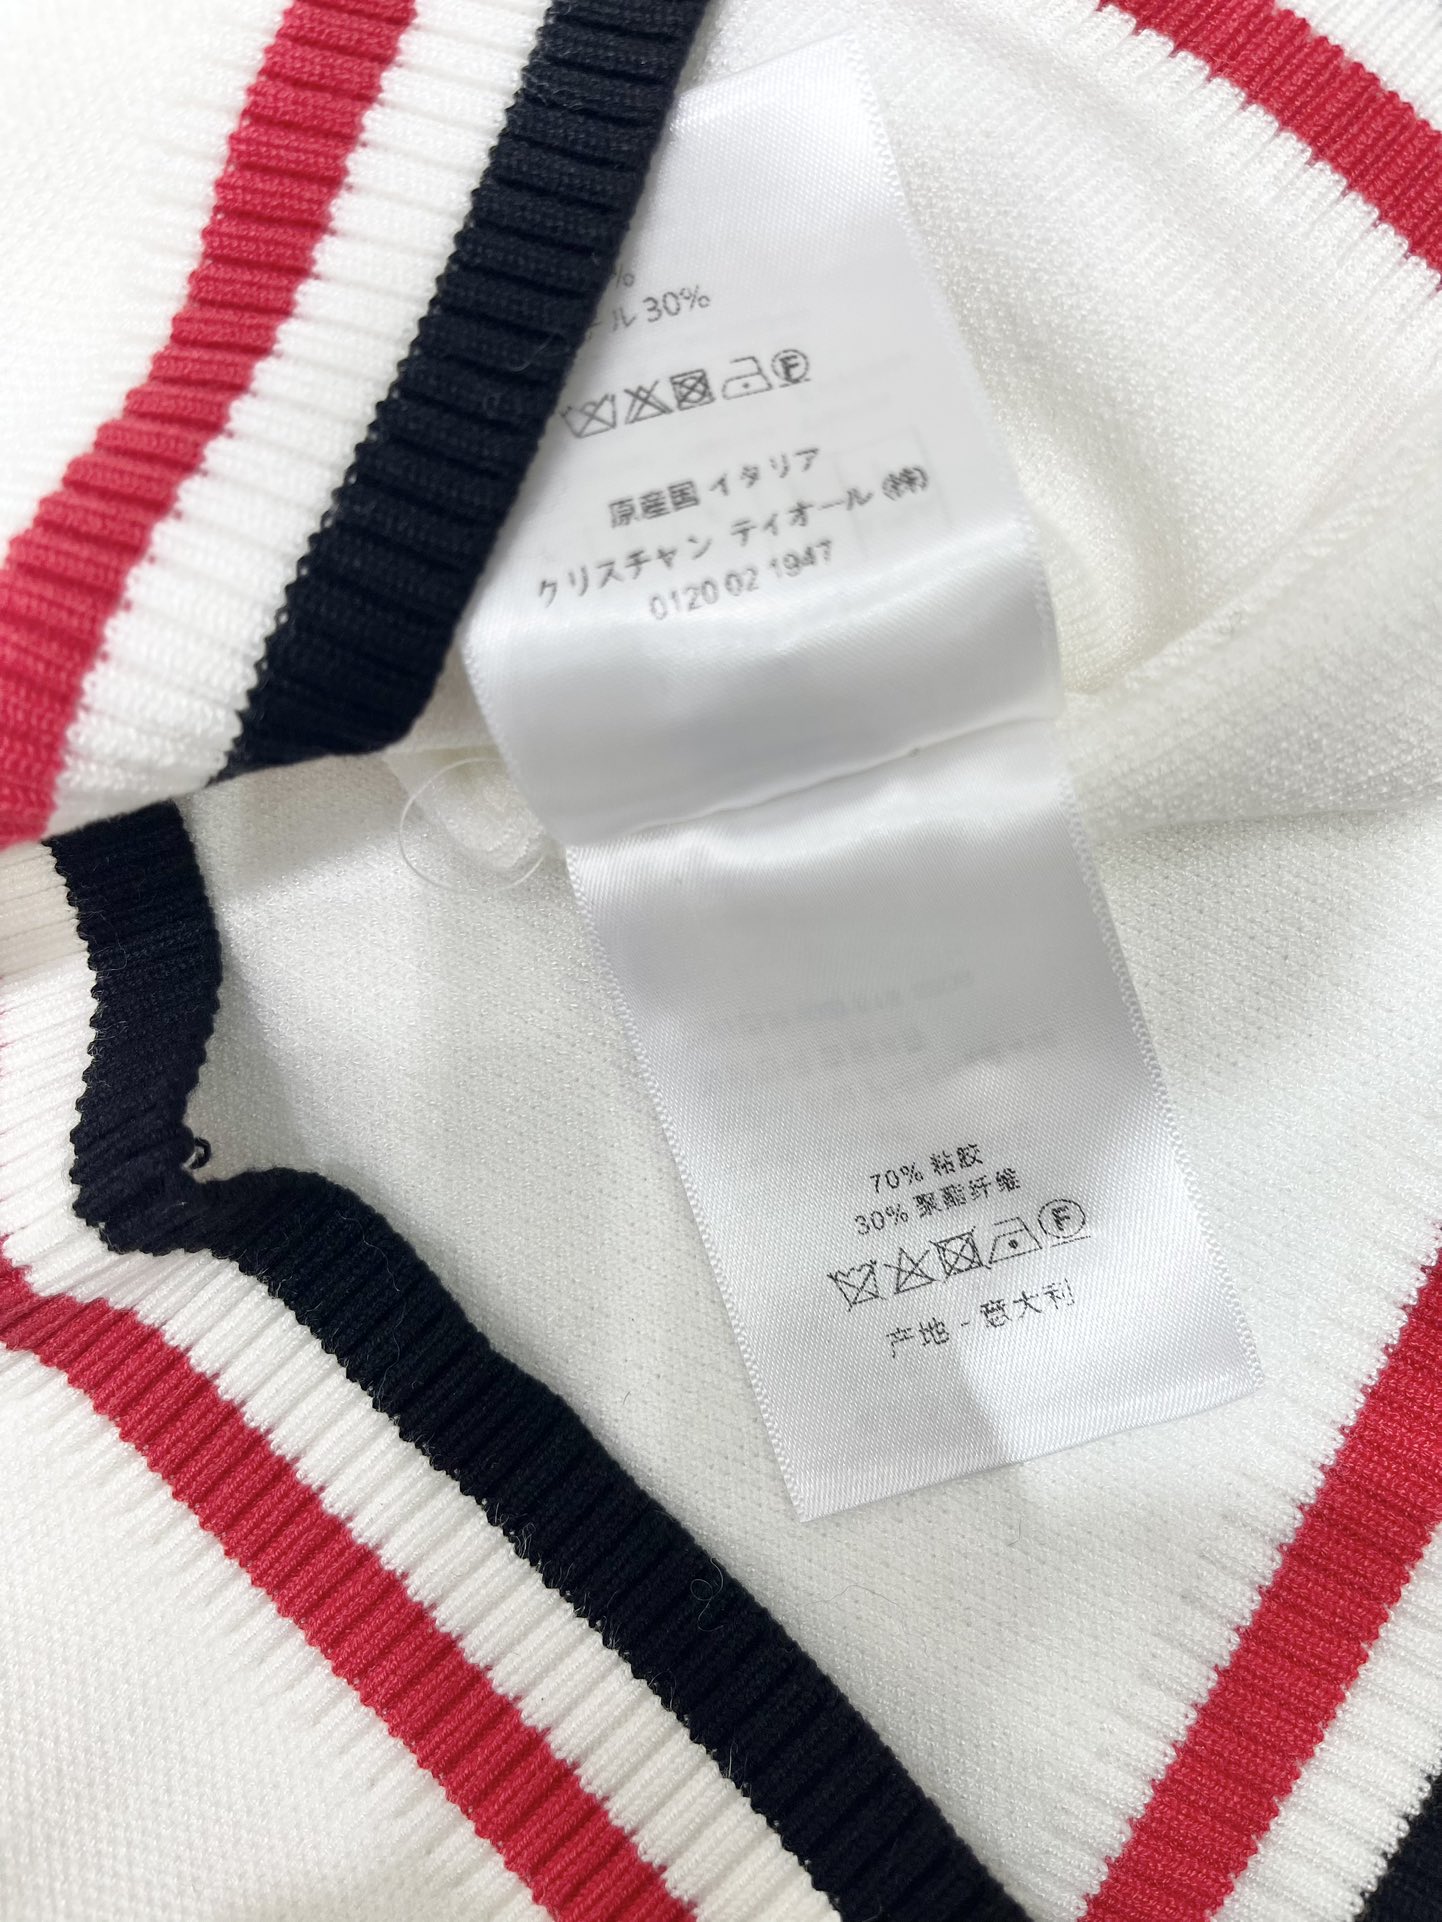 %
ール 30%
F
原産国 イタリア
クリスチャン ディオール (株)
0120 02 1947
70% 粘胶
30% 聚酯纤维
F
产地 - 意大利